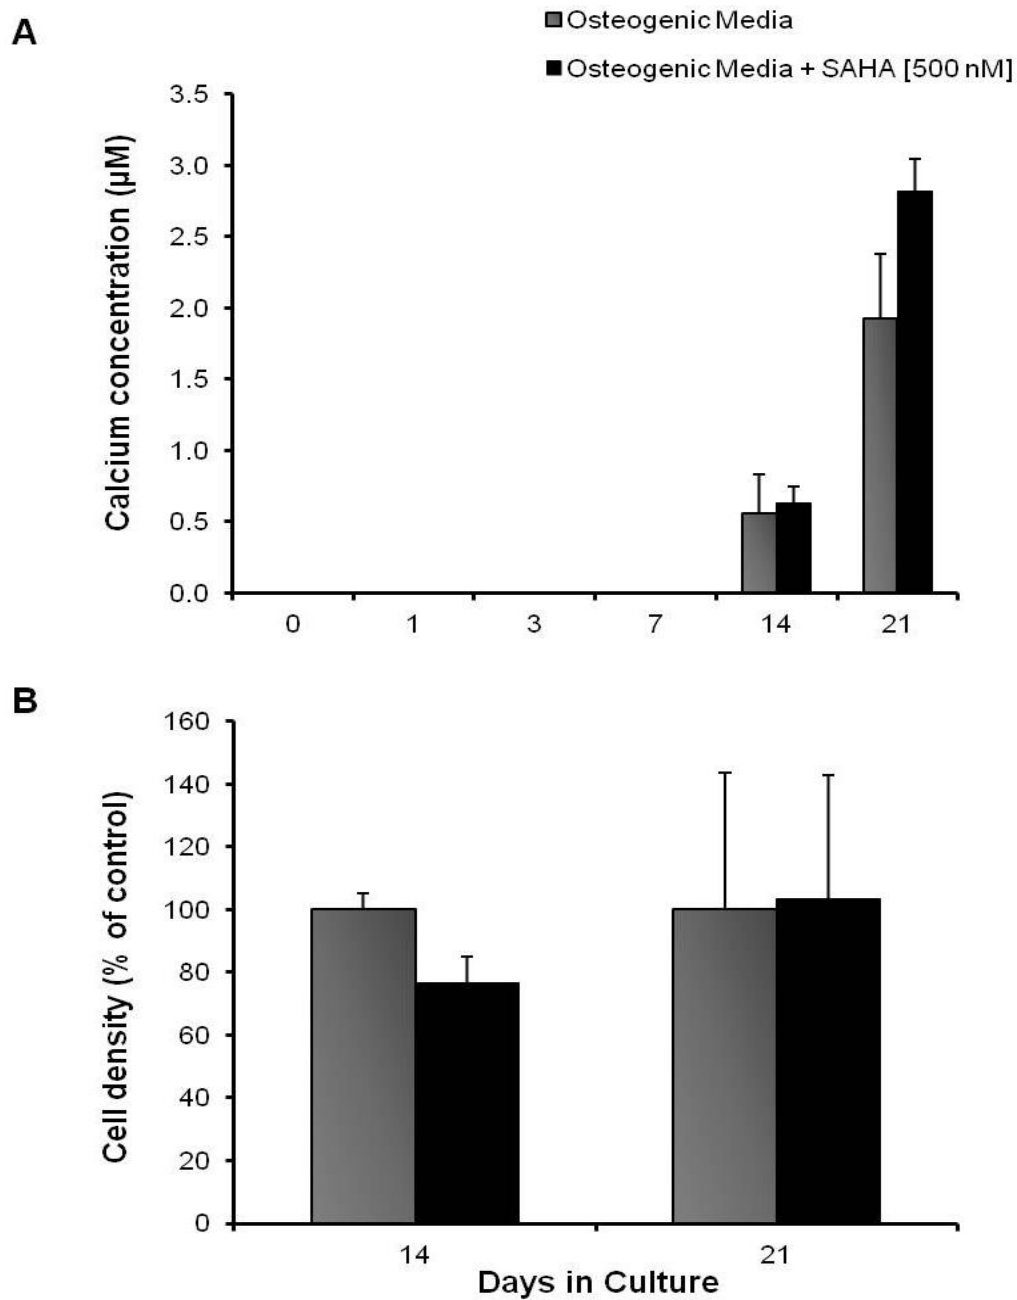 A
Osteogenic Media
Osteogenic Media + SAHA [500 nM]
Calcium concentration (µM)
3.5
3.0
2.5
2.0
1.5
1.0
0.5
0.0
0 1 3 7 14 21
B
Cell density (% of control)
160
140
120
100
80
60
40
20
0
14 21
Days in Culture